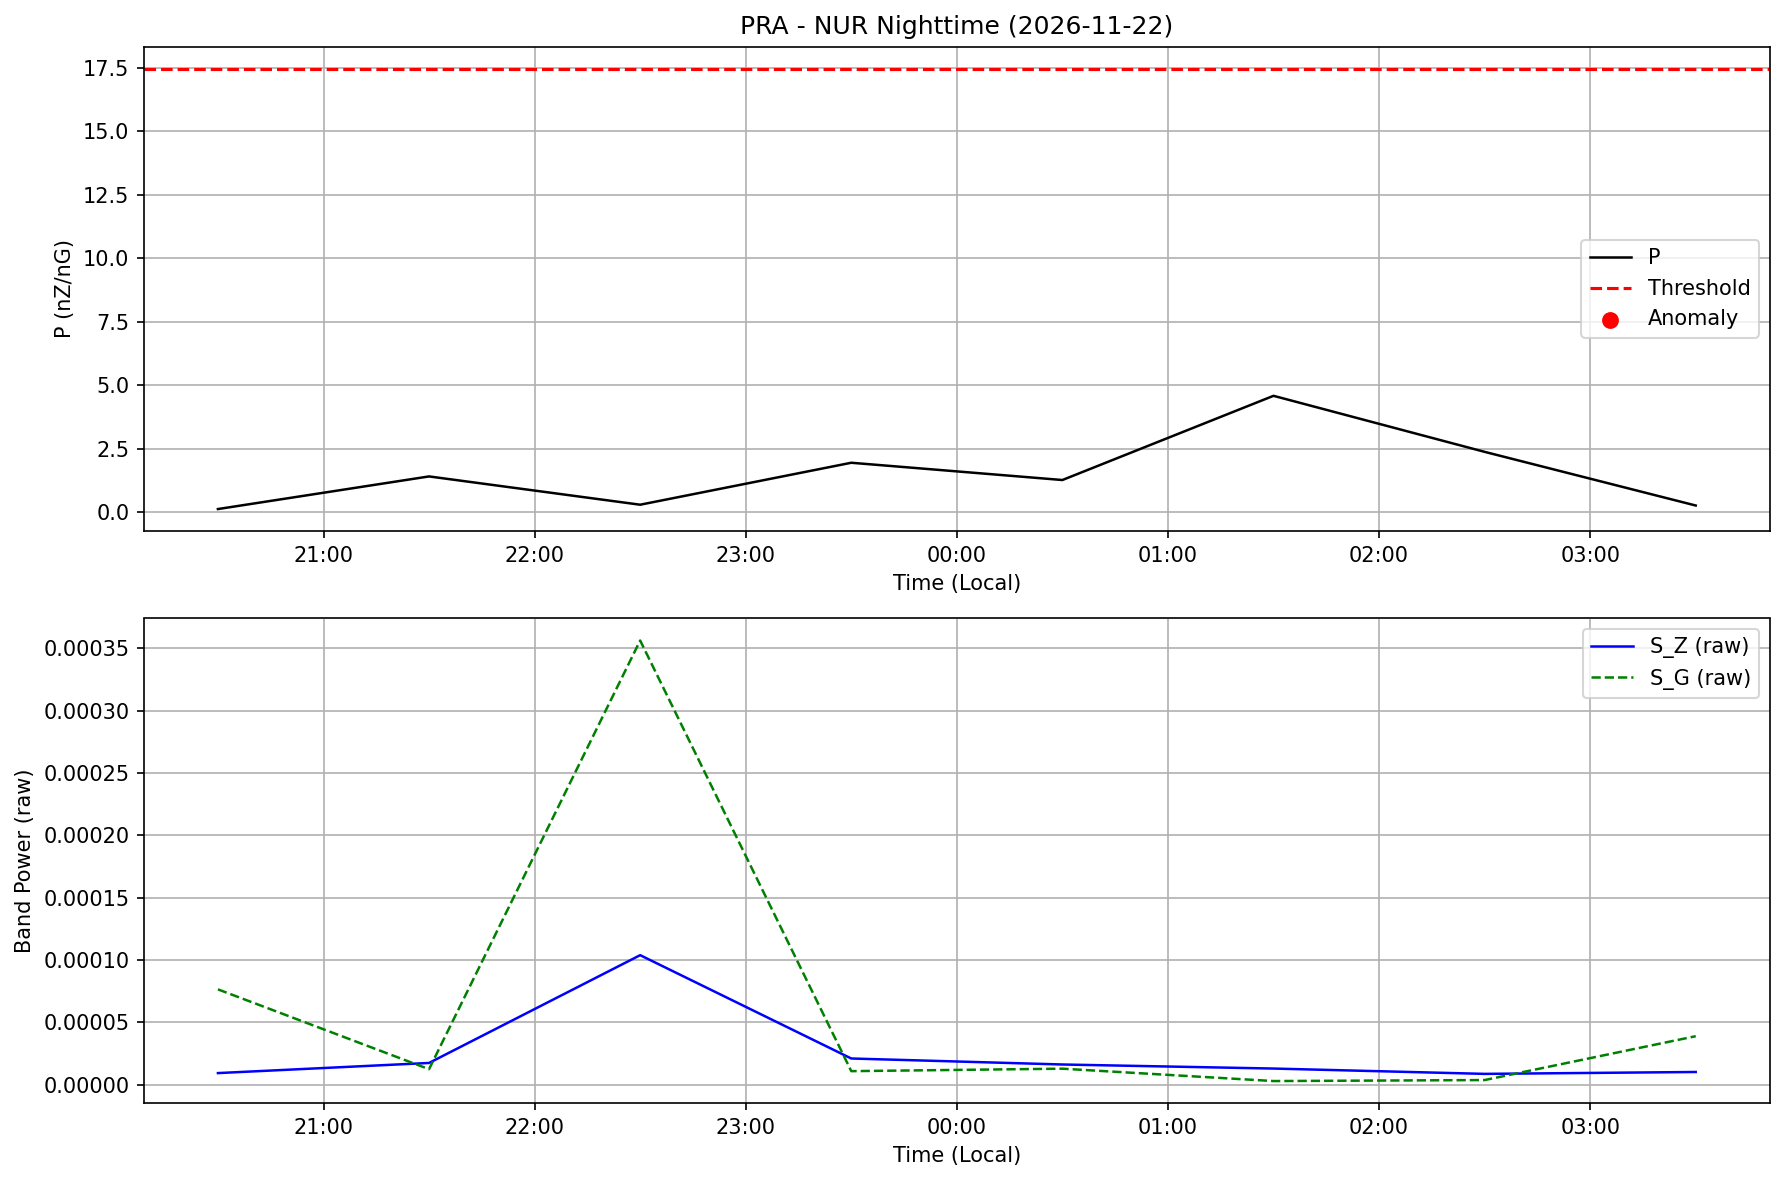 PRA - NUR Nighttime (2026-11-22)
17.5
15.0
12.5
10.0
7.5
5.0
2.5
0.0
P (nZ/nG)
P
Threshold
Anomaly
21:00 22:00 23:00 00:00 01:00 02:00 03:00
Time (Local)
0.00035
0.00030
0.00025
0.00020
0.00015
0.00010
0.00005
0.00000
Band Power (raw)
S_Z (raw)
S_G (raw)
21:00 22:00 23:00 00:00 01:00 02:00 03:00
Time (Local)